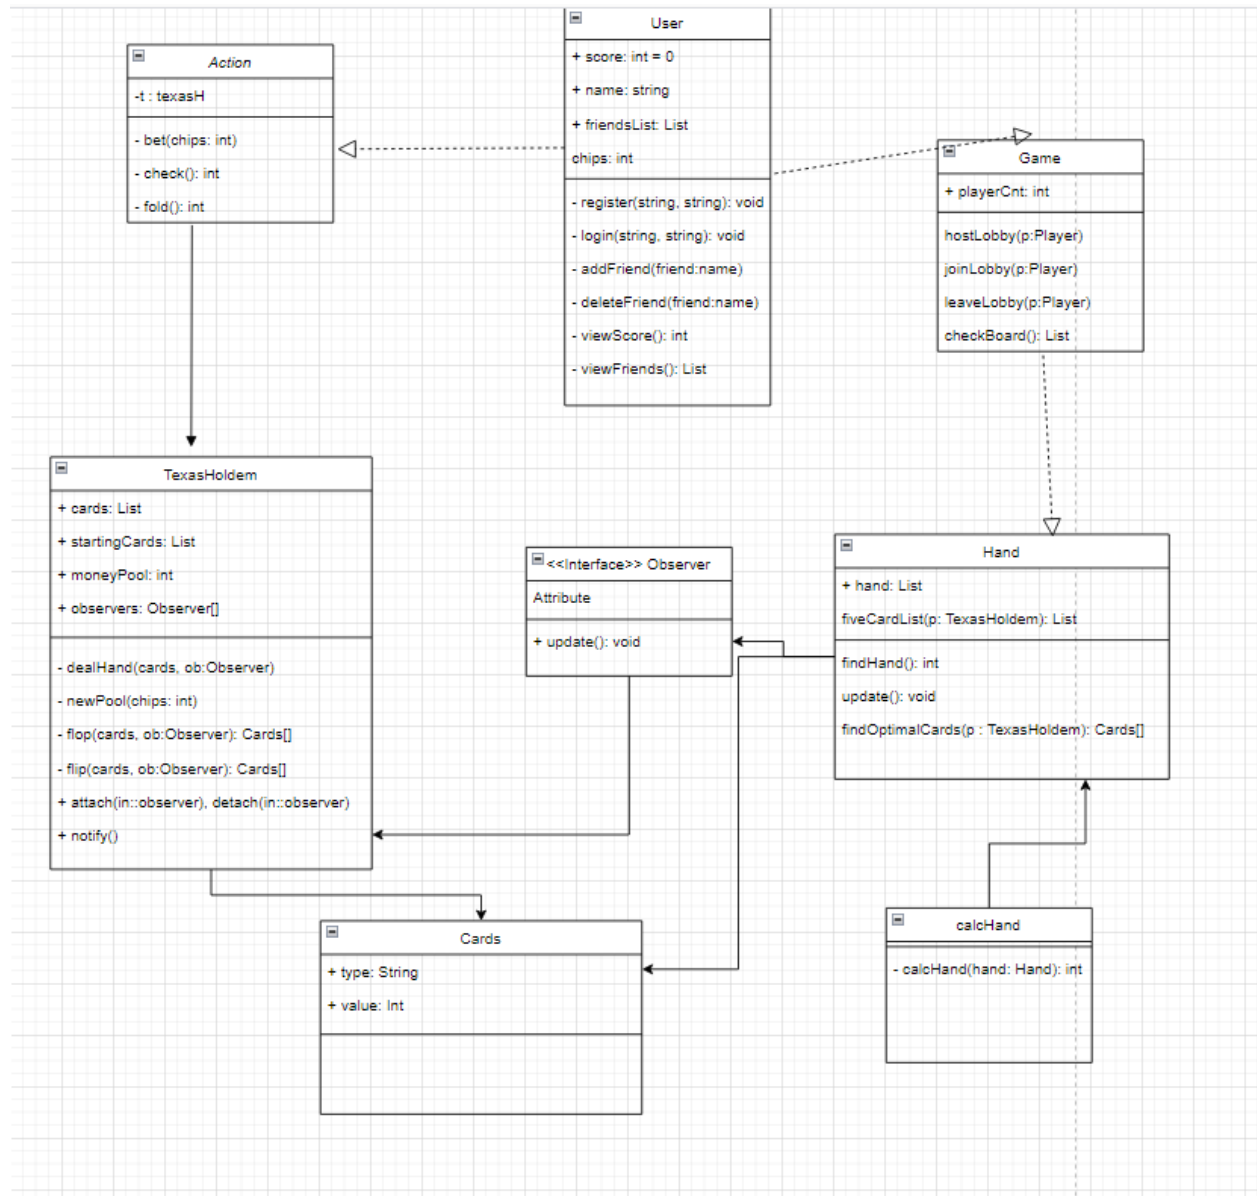 Action
-t : texasH
- bet(chips: int)
- check(): int
- fold(): int
User
+ score: int = 0
+ name: string
+ friendsList: List
chips: int
- register(string, string): void
- login(string, string): void
- addFriend(friend:name)
- deleteFriend(friend:name)
- viewScore(): int
- viewFriends(): List
Game
+ playerCnt: int
hostLobby(p:Player)
joinLobby(p:Player)
leaveLobby(p:Player)
checkBoard(): List
TexasHoldem
+ cards: List
+ startingCards: List
+ moneyPool: int
+ observers: Observer[]
- dealHand(cards, ob:Observer)
- newPool(chips: int)
- flop(cards, ob:Observer): Cards[]
- flip(cards, ob:Observer): Cards[]
+ attach(in::observer), detach(in::observer)
+ notify()
<<Interface>> Observer
Attribute
+ update(): void
Hand
+ hand: List
fiveCardList(p: TexasHoldem): List
findHand(): int
update(): void
findOptimalCards(p : TexasHoldem): Cards[]
Cards
+ type: String
+ value: Int
calcHand
- calcHand(hand: Hand): int